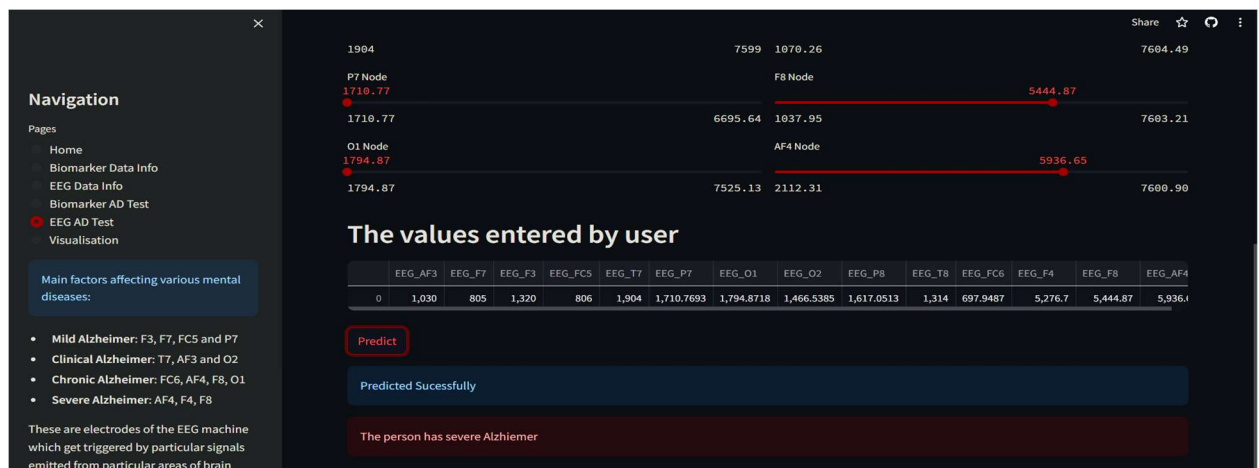 Share
Navigation
Pages
Home
Biomarker Data Info
EEG Data Info
Biomarker AD Test
EEG AD Test
Visualisation
Main factors affecting various mental
diseases:
• Mild Alzheimer: F3, F7, FC5 and P7
• Clinical Alzheimer: T7, AF3 and O2
• Chronic Alzheimer: FC6, AF4, F8, O1
• Severe Alzheimer: AF4, F4, F8
These are electrodes of the EEG machine
which get triggered by particular signals
emitted from particular areas of brain
1904 7599 1070.26 7604.49
P7 Node F8 Node
1710.77 5444.87
1710.77 6695.64 1037.95 7603.21
O1 Node AF4 Node
1794.87 5936.65
1794.87 7525.13 2112.31 7600.90
The values entered by user
EEG_AF3 EEG_F7 EEG_F3 EEG_FC5 EEG_T7 EEG_P7 EEG_O1 EEG_O2 EEG_P8 EEG_T8 EEG_FC6 EEG_F4 EEG_F8 EEG_AF4
0 1,030 805 1,320 806 1,904 1,710.7693 1,794.8718 1,466.5385 1,617.0513 1,314 697.9487 5,276.7 5,444.87 5,936.6
Predict
Predicted Sucessfully
The person has severe Alzhiemer